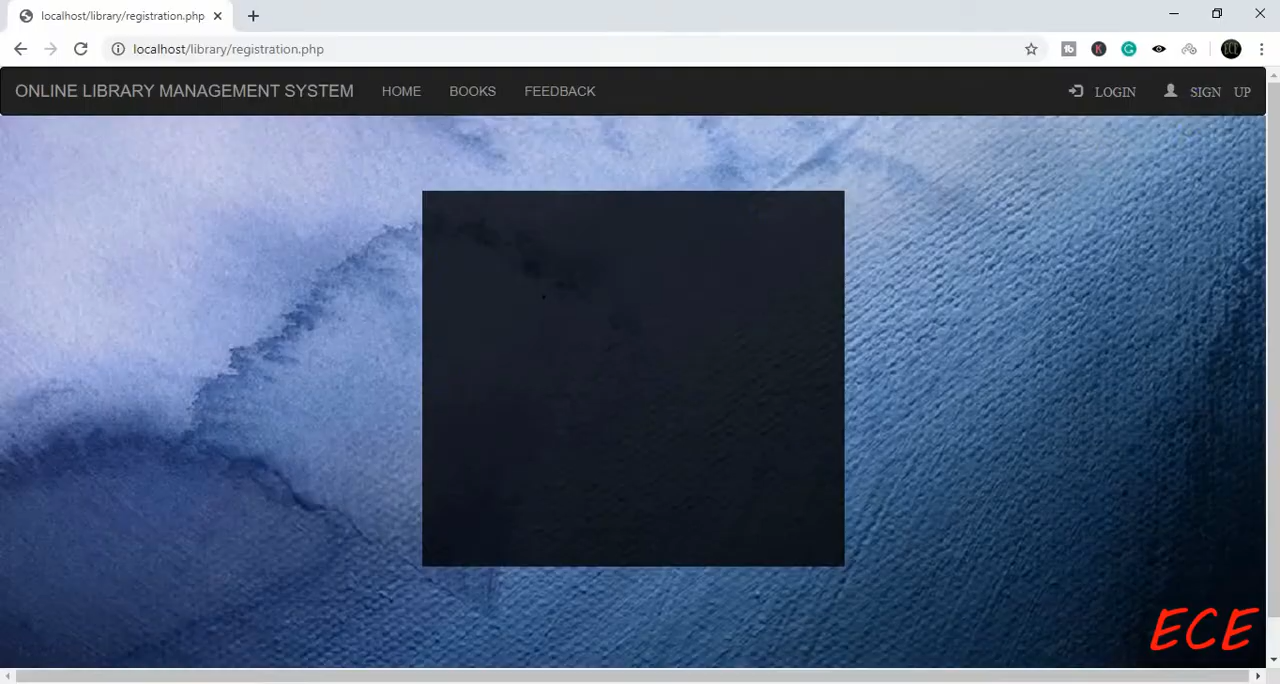 localhost/library/registration.php
localhost/library/registration.php
ONLINE LIBRARY MANAGEMENT SYSTEM HOME BOOKS FEEDBACK LOGIN SIGN UP
ECE